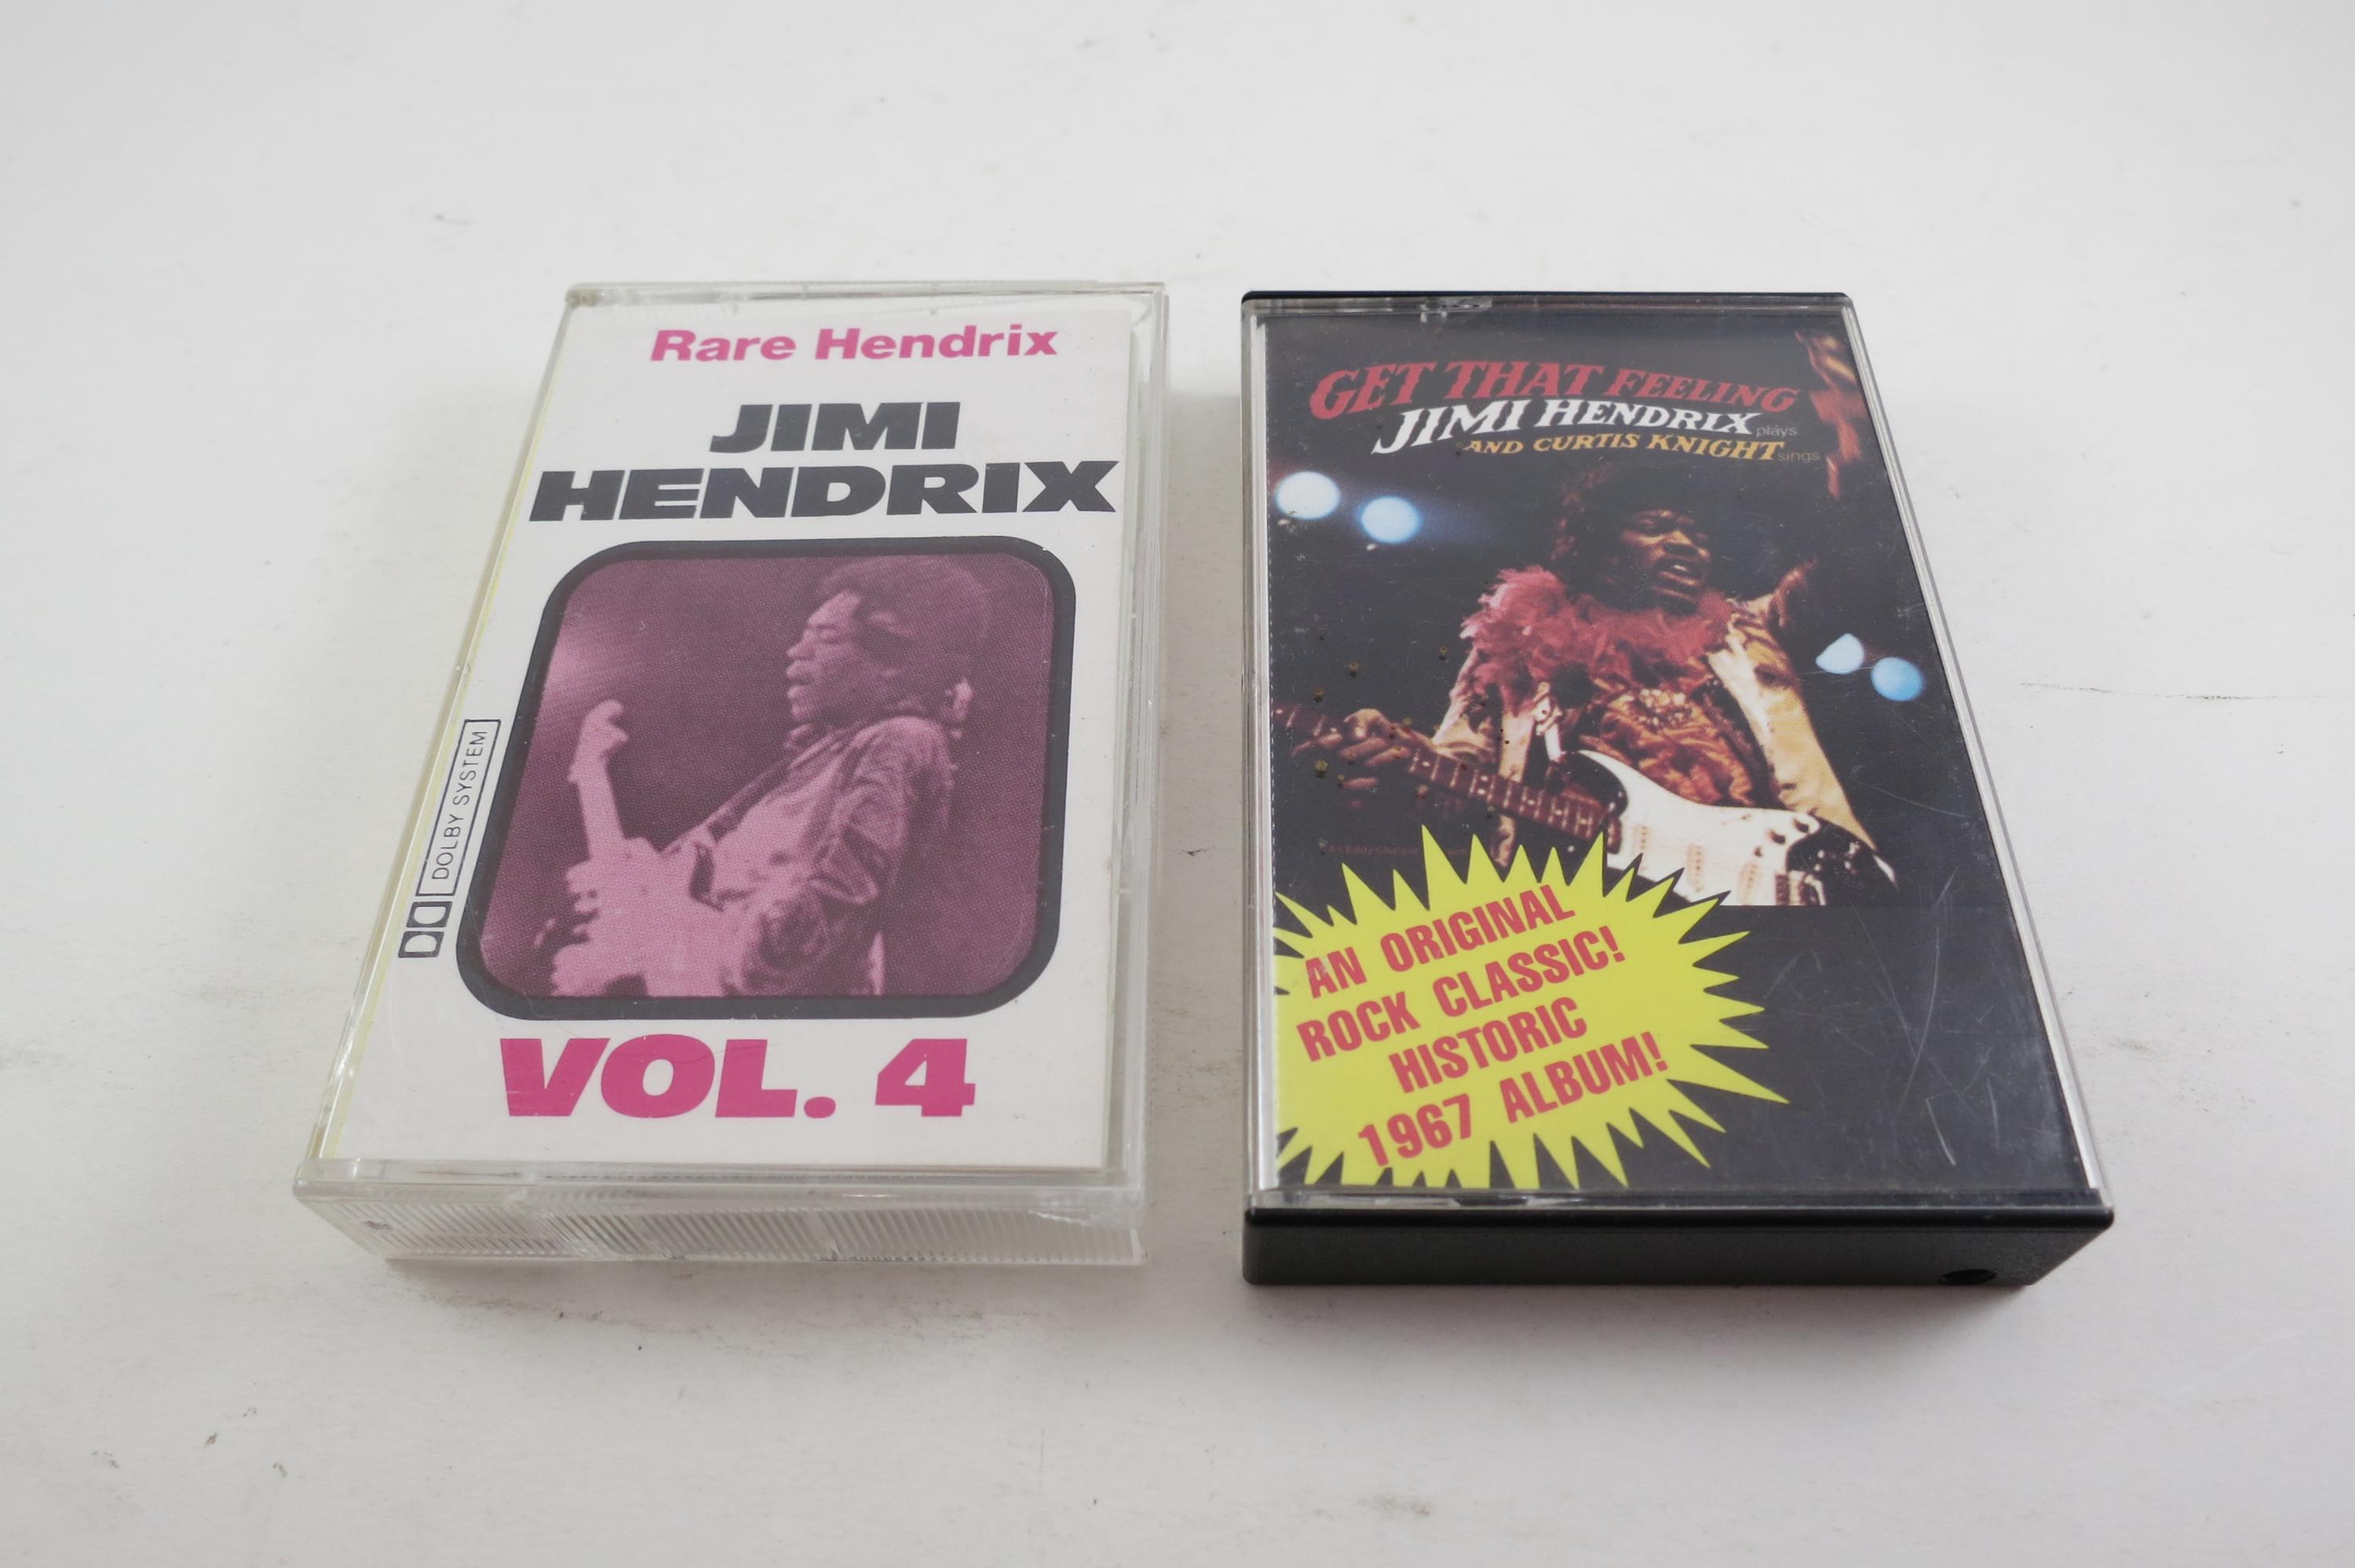 Rare Hendrix
JIMI
HENDRIX
DOLBY SYSTEM
VOL. 4
GET THAT FEELING
JIMI HENDRIX plays
AND CURTIS KNIGHT sings
AN ORIGINAL
ROCK CLASSIC!
HISTORIC
1967 ALBUM!